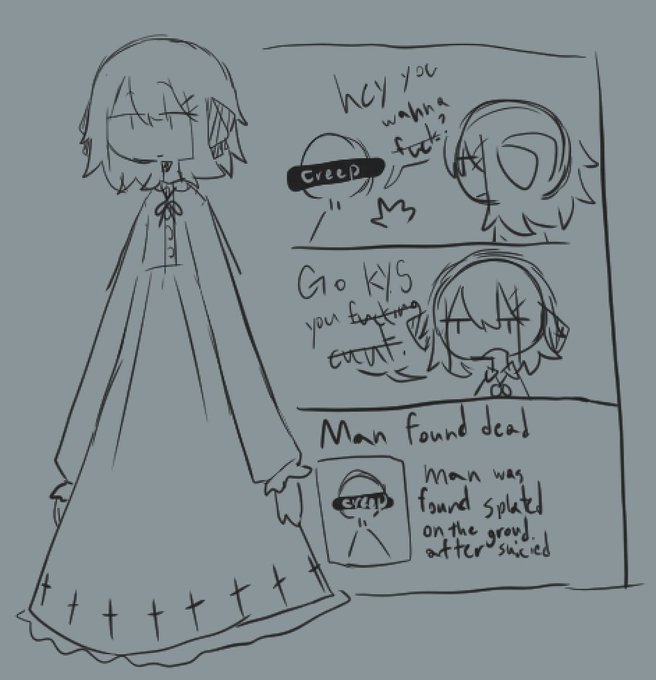 hey you
wanna
fuck?
creep
Go KYS
you fucking
cunt.
Man found dead
creep
Man was
found splated
on the groud.
after suicied